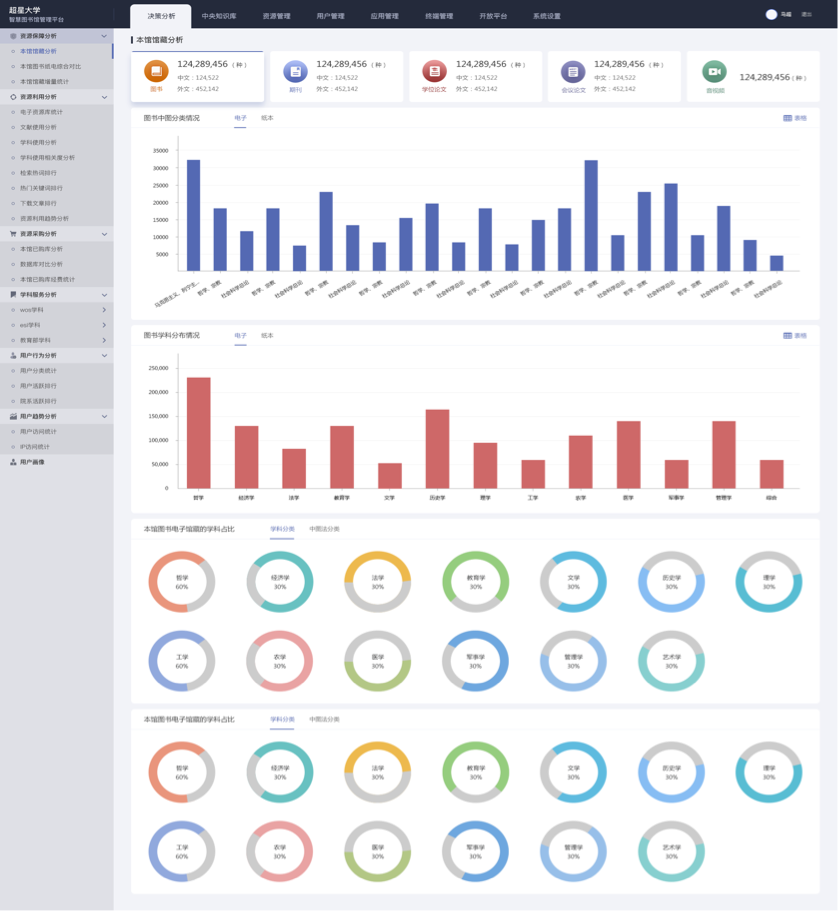 超星大学
智慧图书馆管理平台
决策分析 中央知识库 资源管理 用户管理 应用管理 终端管理 开放平台 系统设置
退出
资源保障分析
本馆馆藏分析
本馆图书纸电综合对比
本馆馆藏增量统计
资源利用分析
电子资源库统计
文献使用分析
学科使用分析
学科使用相关度分析
检索热词排行
热门关键词排行
下载文章排行
资源利用趋势分析
资源采购分析
本馆已购库分析
数据库对比分析
本馆已购库经费统计
学科服务分析
wos学科
esi学科
教育部学科
用户行为分析
用户分类统计
用户活跃排行
院系活跃排行
用户趋势分析
用户访问统计
IP访问统计
用户画像
本馆馆藏分析
图书
124,289,456 (种)
中文:124,522
外文:452,142
期刊
124,289,456 (种)
中文:124,522
外文:452,142
学位论文
124,289,456 (种)
中文:124,522
外文:452,142
会议论文
124,289,456 (种)
中文:124,522
外文:452,142
音视频
124,289,456 (种)
图书中图分类情况 电子 纸本 表格
35000
30000
25000
20000
15000
10000
5000
马克思主义、列宁主... 哲学、宗教 社会科学总论 哲学、宗教 社会科学总论 哲学、宗教 社会科学总论 哲学、宗教 社会科学总论 哲学、宗教 社会科学总论 哲学、宗教 社会科学总论 哲学、宗教 社会科学总论 哲学、宗教 社会科学总论 哲学、宗教 社会科学总论 哲学、宗教 社会科学总论 哲学、宗教 社会科学总论
图书学科分布情况 电子 纸本 表格
250,000
200,000
150,000
100,000
50,000
0
哲学 经济学 法学 教育学 文学 历史学 理学 工学 农学 医学 军事学 管理学 综合
本馆图书电子馆藏的学科占比 学科分类 中图法分类
哲学 经济学 法学 教育学 文学 历史学 理学
60% 30% 30% 30% 30% 30% 30%
工学 农学 医学 军事学 管理学 艺术学
60% 30% 30% 30% 30% 30%
本馆图书电子馆藏的学科占比 学科分类 中图法分类
哲学 经济学 法学 教育学 文学 历史学 理学
60% 30% 30% 30% 30% 30% 30%
工学 农学 医学 军事学 管理学 艺术学
60% 30% 30% 30% 30% 30%